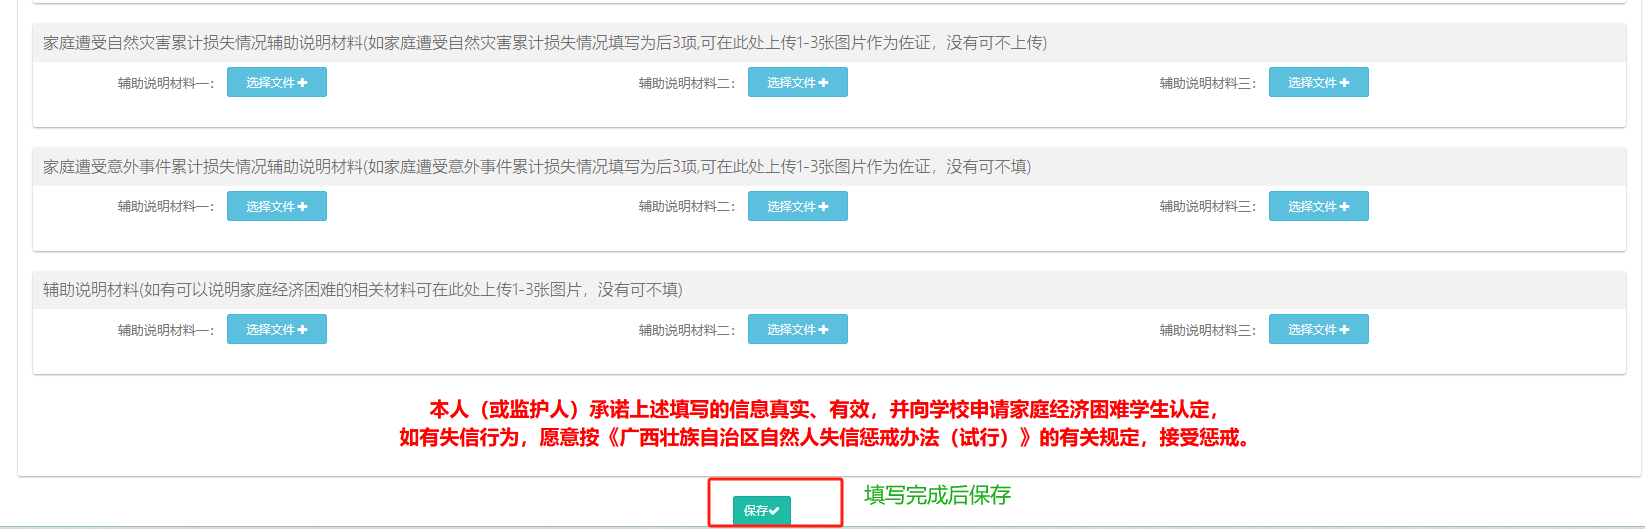 家庭遭受自然灾害累计损失情况辅助说明材料(如家庭遭受自然灾害累计损失情况填写为后3项,可在此处上传1-3张图片作为佐证，没有可不上传)
辅助说明材料一： 选择文件 辅助说明材料二： 选择文件 辅助说明材料三： 选择文件
家庭遭受意外事件累计损失情况辅助说明材料(如家庭遭受意外事件累计损失情况填写为后3项,可在此处上传1-3张图片作为佐证，没有可不填)
辅助说明材料一： 选择文件 辅助说明材料二： 选择文件 辅助说明材料三： 选择文件
辅助说明材料(如有可以说明家庭经济困难的相关材料可在此处上传1-3张图片，没有可不填)
辅助说明材料一： 选择文件 辅助说明材料二： 选择文件 辅助说明材料三： 选择文件
本人（或监护人）承诺上述填写的信息真实、有效，并向学校申请家庭经济困难学生认定，
如有失信行为，愿意按《广西壮族自治区自然人失信惩戒办法（试行）》的有关规定，接受惩戒。
保存 填写完成后保存